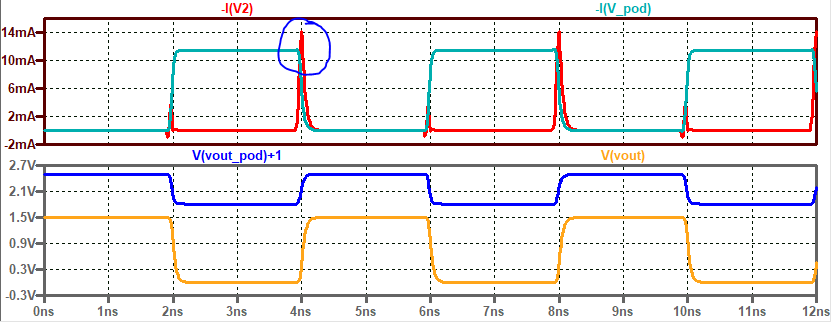 -I(V2) -I(V_pod)
14mA
10mA
6mA
2mA
-2mA
V(vout_pod)+1 V(vout)
2.7V
2.1V
1.5V
0.9V
0.3V
-0.3V
0ns 1ns 2ns 3ns 4ns 5ns 6ns 7ns 8ns 9ns 10ns 11ns 12ns